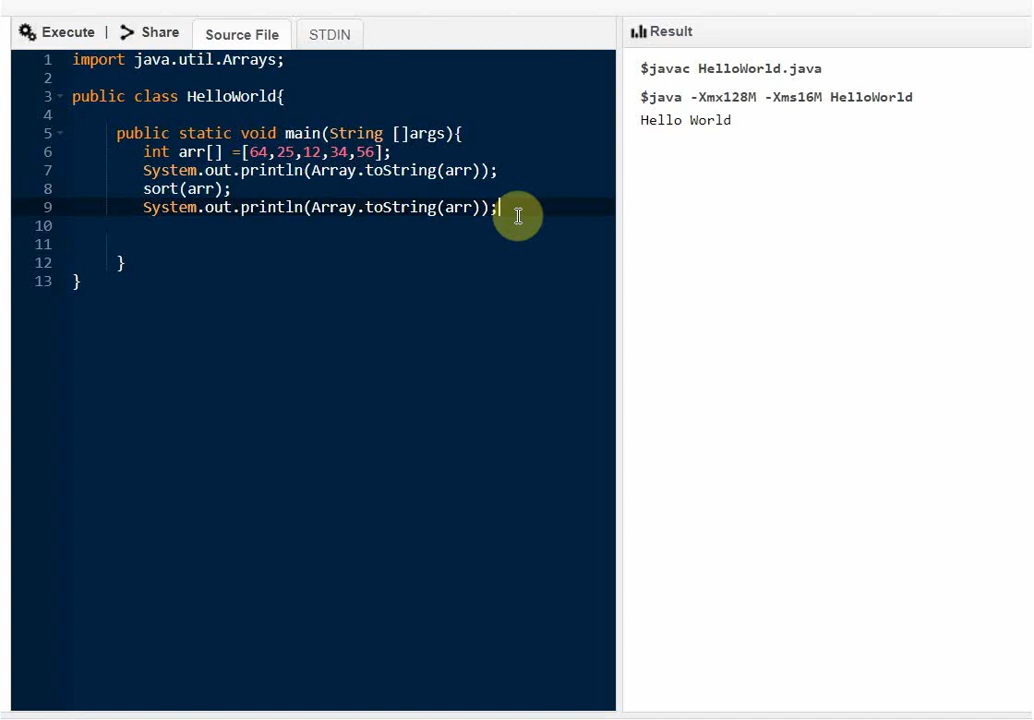 Execute | Share Source File STDIN
Result
1 import java.util.Arrays;
2
3 public class HelloWorld{
4
5 public static void main(String []args){
6 int arr[] =[64,25,12,34,56];
7 System.out.println(Array.toString(arr));
8 sort(arr);
9 System.out.println(Array.toString(arr));
10
11
12 }
13 }
$javac HelloWorld.java
$java -Xmx128M -Xms16M HelloWorld
Hello World